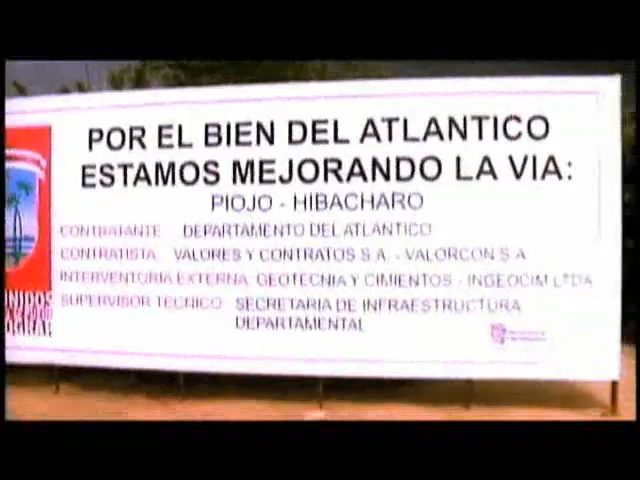 POR EL BIEN DEL ATLANTICO
ESTAMOS MEJORANDO LA VIA:
PIOJO - HIBACHARO
CONTRATANTE DEPARTAMENTO DEL ATLANTICO
CONTRATISTA VALORES Y CONTRATOS S.A. - VALORCON S.A
INTERVENTORIA EXTERNA GEOTECNIA Y CIMIENTOS - INGEOCIM LTDA
SUPERVISOR TECNICO SECRETARIA DE INFRAESTRUCTURA
DEPARTAMENTAL